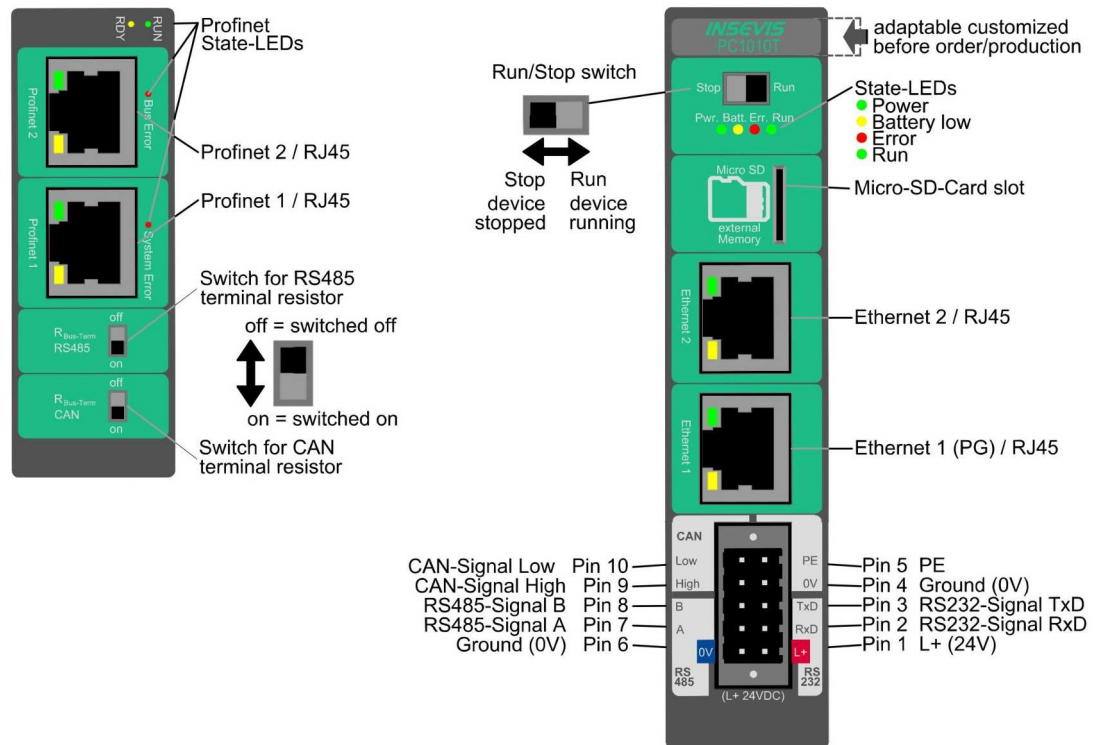 RUN
RDY
Profinet
State-LEDs
Profinet 2
Bus Error
Profinet 2 / RJ45
Profinet 1 / RJ45
Profinet 1
System Error
Switch for RS485
terminal resistor
off
R Bus-Term
RS485
on
off = switched off
on = switched on
off
R Bus-Term
CAN
on
Switch for CAN
terminal resistor
INSEVIS
PC1010T
adaptable customized
before order/production
Run/Stop switch
Stop Run
Pwr. Batt. Err. Run
State-LEDs
Power
Battery low
Error
Run
Stop Run
device device
stopped running
Micro SD
external
Memory
Micro-SD-Card slot
Ethernet 2
Ethernet 2 / RJ45
Ethernet 1
Ethernet 1 (PG) / RJ45
CAN
CAN-Signal Low Pin 10 Low PE Pin 5 PE
CAN-Signal High Pin 9 High 0V Pin 4 Ground (0V)
RS485-Signal B Pin 8 B TxD Pin 3 RS232-Signal TxD
RS485-Signal A Pin 7 A RxD Pin 2 RS232-Signal RxD
Ground (0V) Pin 6 0V L+ Pin 1 L+ (24V)
RS RS
485 232
(L+ 24VDC)